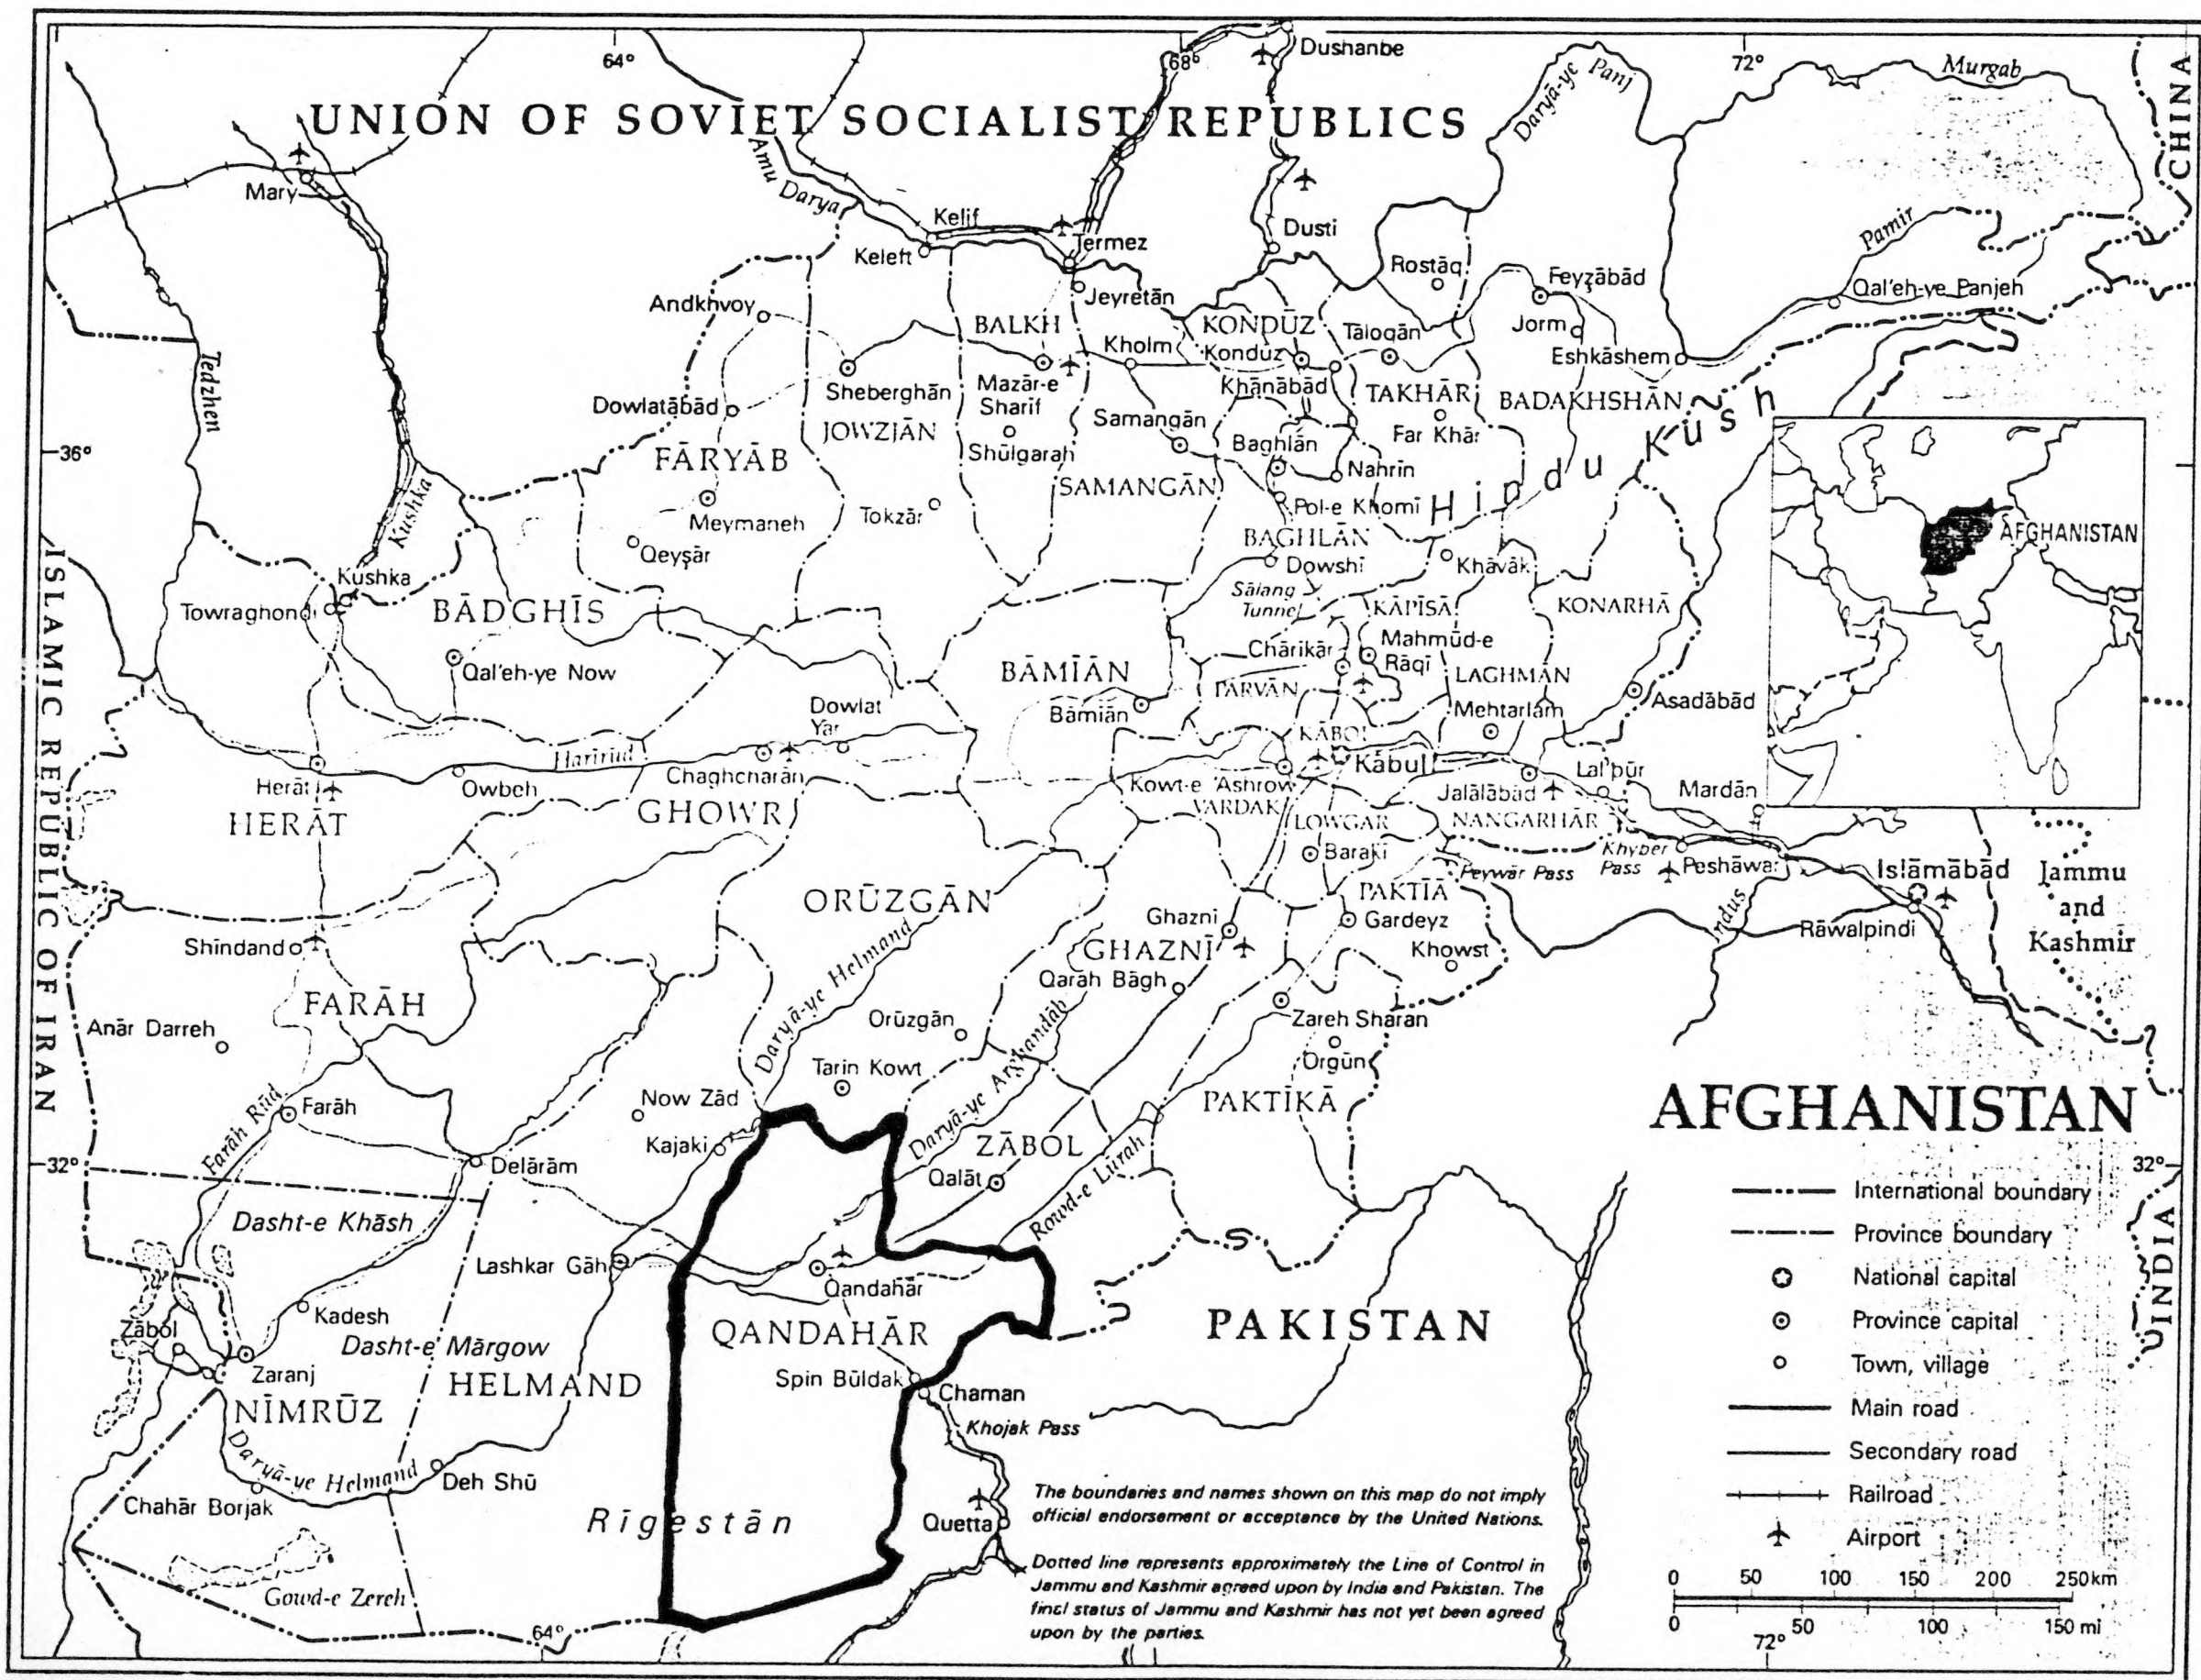 Dushanbe
64°
68°
72°
Daryā-ye Panj
Murgab
CHINA
UNION OF SOVIET SOCIALIST REPUBLICS
Amu Darya
Mary
Kelif
Termez
Dusti
Pamir
Keleft
Rostāq
Feyẓābād
Qal'eh-ye Panjeh
Andkhvoy
Jeyretān
BALKH
KONDŪZ
Tāloqān
Jorm
Kholm
Kondūz
Eshkāshem
Tedzhen
Sheberghān
Mazār-e
Sharīf
Khānābād
TAKHĀR
BADAKHSHĀN
Dowlatābād
Samangān
JOWZJĀN
Shūlgarah
Baghlān
Far Khār
Hindu Kūsh
36°
FĀRYĀB
Nahrīn
SAMANGĀN
Kushka
Meymaneh
Tokzār
Pol-e Khomī
AFGHANISTAN
Qeyşār
BAGHLĀN
Dowshī
Khāvāk
Kushka
Sālang
Tunnel
KĀPĪSĀ
KONARHĀ
Towraghondi
BĀDGHĪS
Chārikār
Mahmūd-e
Rāqī
ISLAMIC REPUBLIC OF IRAN
Qal'eh-ye Now
BĀMĪĀN
PARVĀN
LAGHMĀN
Asadābād
Dowlat
Yār
Bāmīān
Mehtarlām
KĀBOL
Harīrūd
Kābul
Herāt
Owbeh
Chaghcharān
Kowt-e 'Ashrow
Jalālābād
Lal'pūr
Mardān
HERĀT
GHOWR
VARDAK
LOWGAR
NANGARHĀR
Baraki
Khyber
Pass
Peshāwar
Peywār Pass
Islāmābād
Jammu
and
Kashmir
ORŪZGĀN
PAKTĪĀ
Ghaznī
Gardeyz
Indus
Rāwalpindi
Shīndand
GHAZNĪ
Khowst
Daryā-ye Helmand
Qarāh Bāgh
FARĀH
Anār Darreh
Orūzgān
Zareh Sharan
Orgūn
Tarin Kowt
Daryā-ye Arghandāb
Now Zād
PAKTĪKĀ
AFGHANISTAN
Farāh Rūd
Farāh
Kajaki
ZĀBOL
Rowd-e Lūrah
32°
Delārām
Qalāt
32°
International boundary
Province boundary
National capital
Province capital
Town, village
Main road
Secondary road
Railroad
Airport
INDIA
Dasht-e Khāsh
Lashkar Gāh
Qandahār
Kadesh
Zābol
Dasht-e Mārgow
QANDAHĀR
PAKISTAN
Zaranj
HELMAND
Spin Būldak
Chaman
NĪMRŪZ
Khojak Pass
Daryā-ye Helmand
Deh Shū
Chahār Borjak
Rīgestān
Quetta
The boundaries and names shown on this map do not imply
official endorsement or acceptance by the United Nations.
Dotted line represents approximately the Line of Control in
Jammu and Kashmir agreed upon by India and Pakistan. The
final status of Jammu and Kashmir has not yet been agreed
upon by the parties.
Gowd-e Zereh
64°
0 50 100 150 200 250km
0 50 100 150 mi
72°